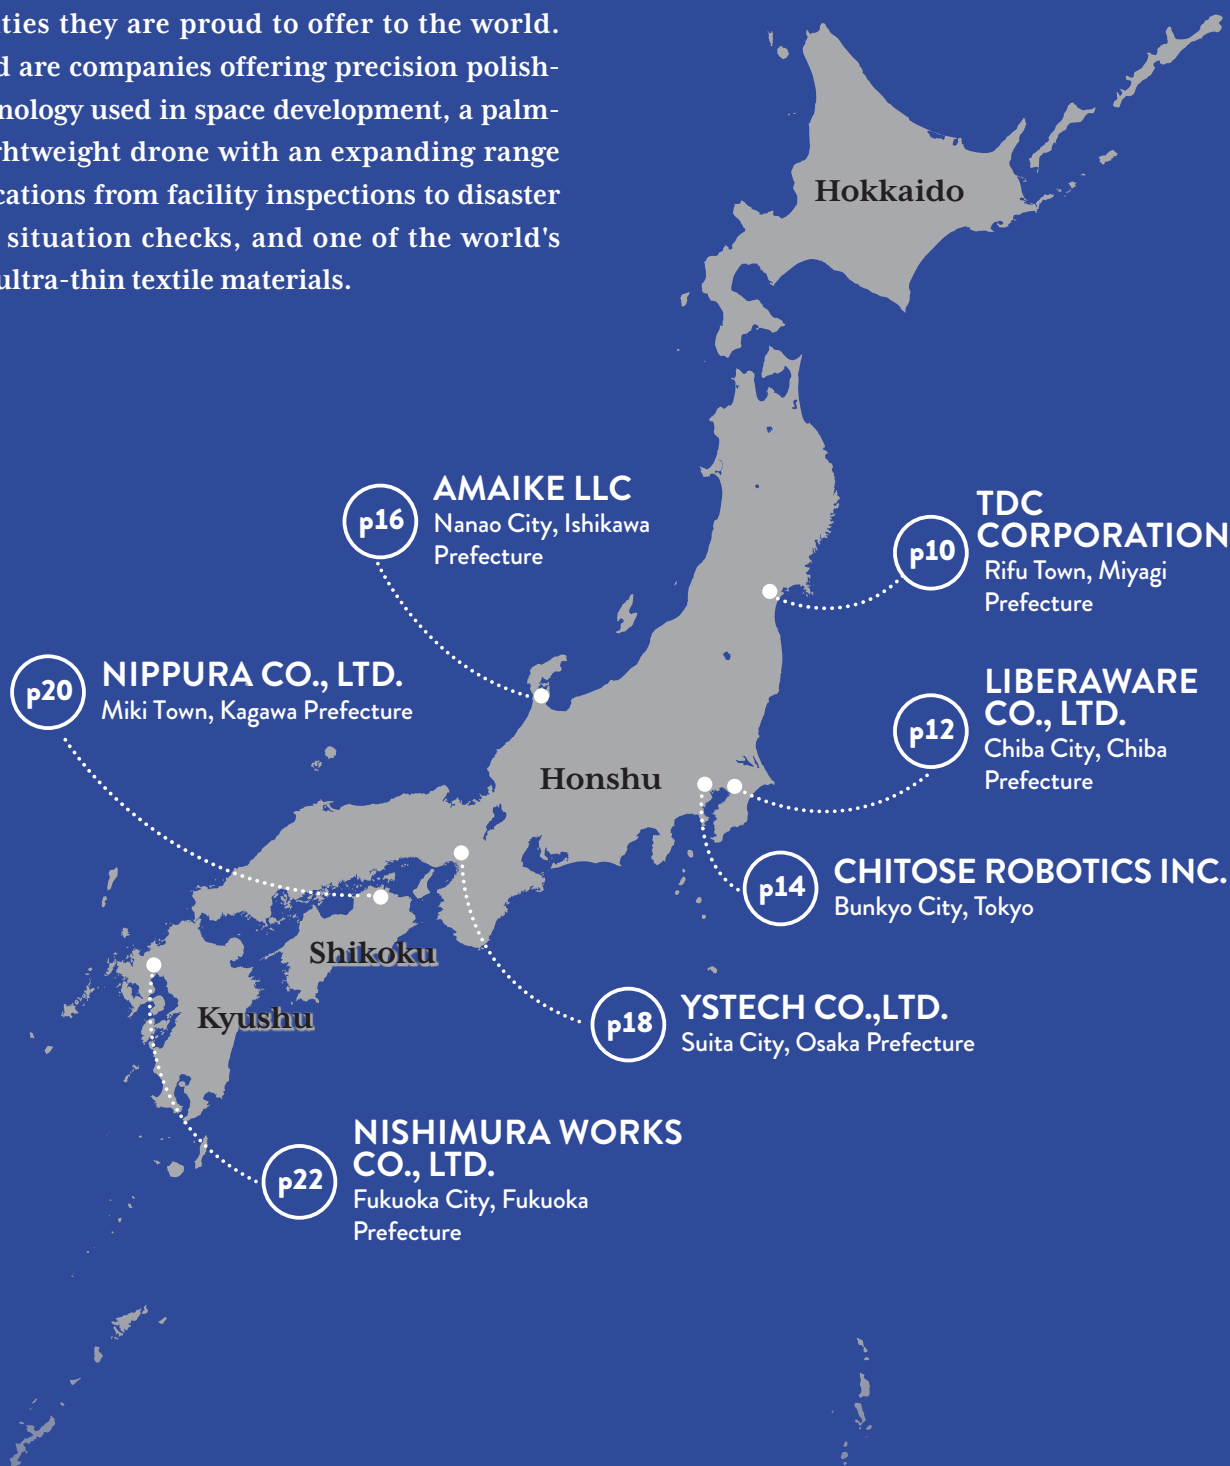 ties they are proud to offer to the world.
d are companies offering precision polish-
nology used in space development, a palm-
ghtweight drone with an expanding range
cations from facility inspections to disaster
situation checks, and one of the world's
ultra-thin textile materials.
Hokkaido
p16
AMAIKE LLC
Nanao City, Ishikawa
Prefecture
p10
TDC
CORPORATION
Rifu Town, Miyagi
Prefecture
p20
NIPPURA CO., LTD.
Miki Town, Kagawa Prefecture
p12
LIBERAWARE
CO., LTD.
Chiba City, Chiba
Prefecture
Honshu
p14
CHITOSE ROBOTICS INC.
Bunkyo City, Tokyo
Shikoku
Kyushu
p18
YSTECH CO.,LTD.
Suita City, Osaka Prefecture
p22
NISHIMURA WORKS
CO., LTD.
Fukuoka City, Fukuoka
Prefecture